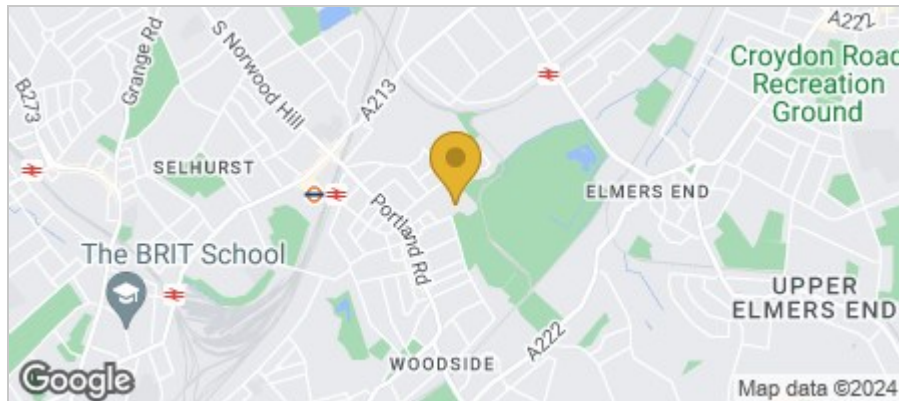 A222
Croydon Road
Recreation
Ground
Grange Rd
S Norwood Hill
A213
B273
SELHURST
ELMERS END
Portland Rd
The BRIT School
UPPER
ELMERS END
A222
WOODSIDE
Google
Map data ©2024